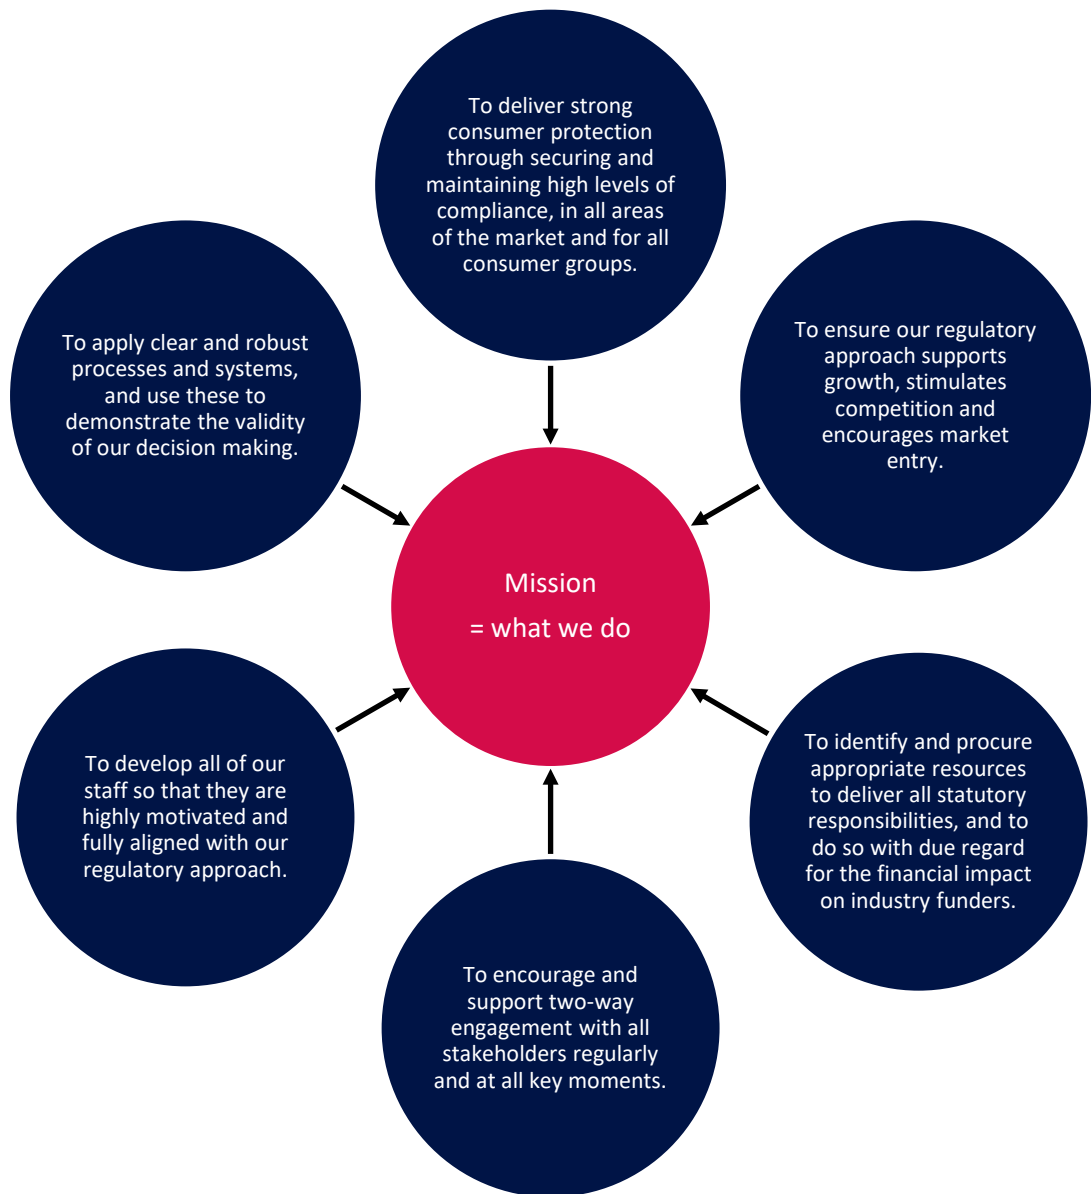 To deliver strong
consumer protection
through securing and
maintaining high levels of
compliance, in all areas
of the market and for all
consumer groups.
To ensure our regulatory
approach supports
growth, stimulates
competition and
encourages market
entry.
To identify and procure
appropriate resources
to deliver all statutory
responsibilities, and to
do so with due regard
for the financial impact
on industry funders.
To encourage and
support two-way
engagement with all
stakeholders regularly
and at all key moments.
To develop all of our
staff so that they are
highly motivated and
fully aligned with our
regulatory approach.
To apply clear and robust
processes and systems,
and use these to
demonstrate the validity
of our decision making.
Mission
= what we do